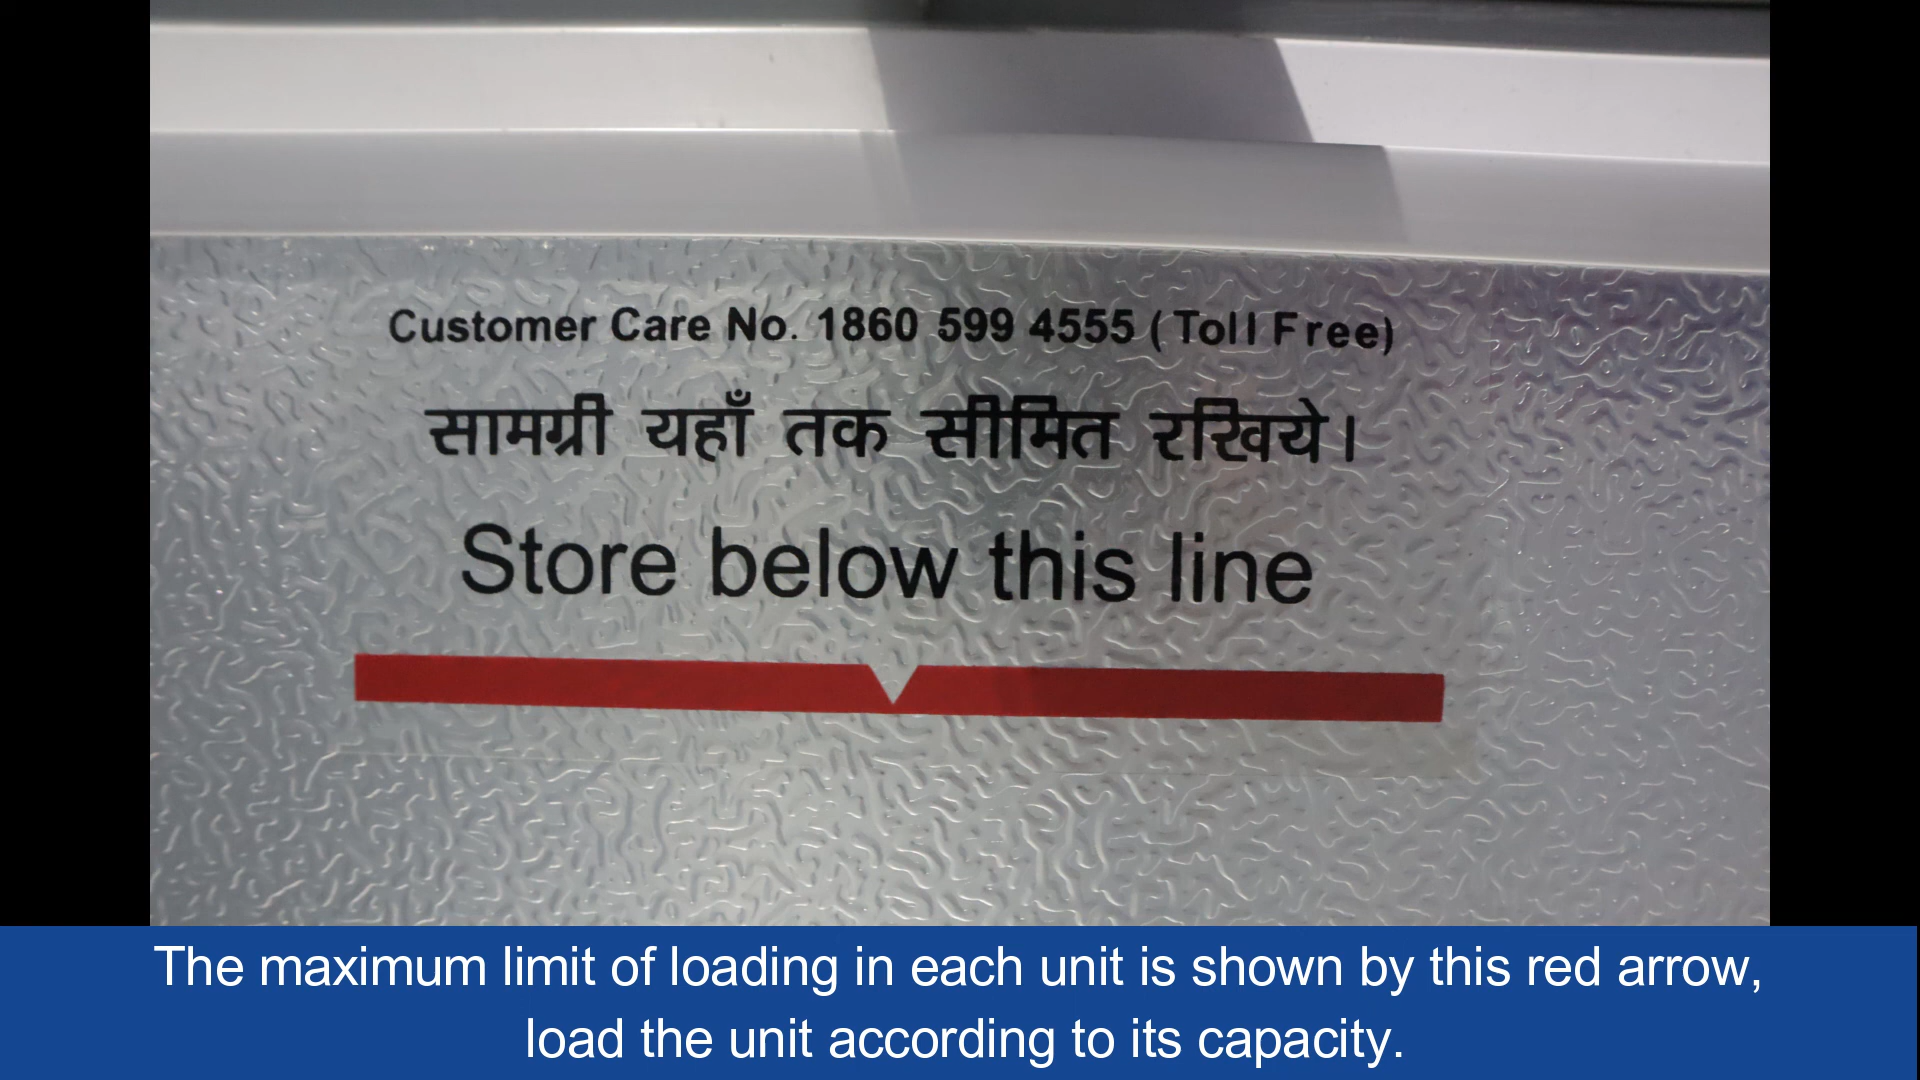 Customer Care No. 1860 599 4555 (Toll Free)
सामग्री यहाँ तक सीमित रखिये।
Store below this line
The maximum limit of loading in each unit is shown by this red arrow,
load the unit according to its capacity.